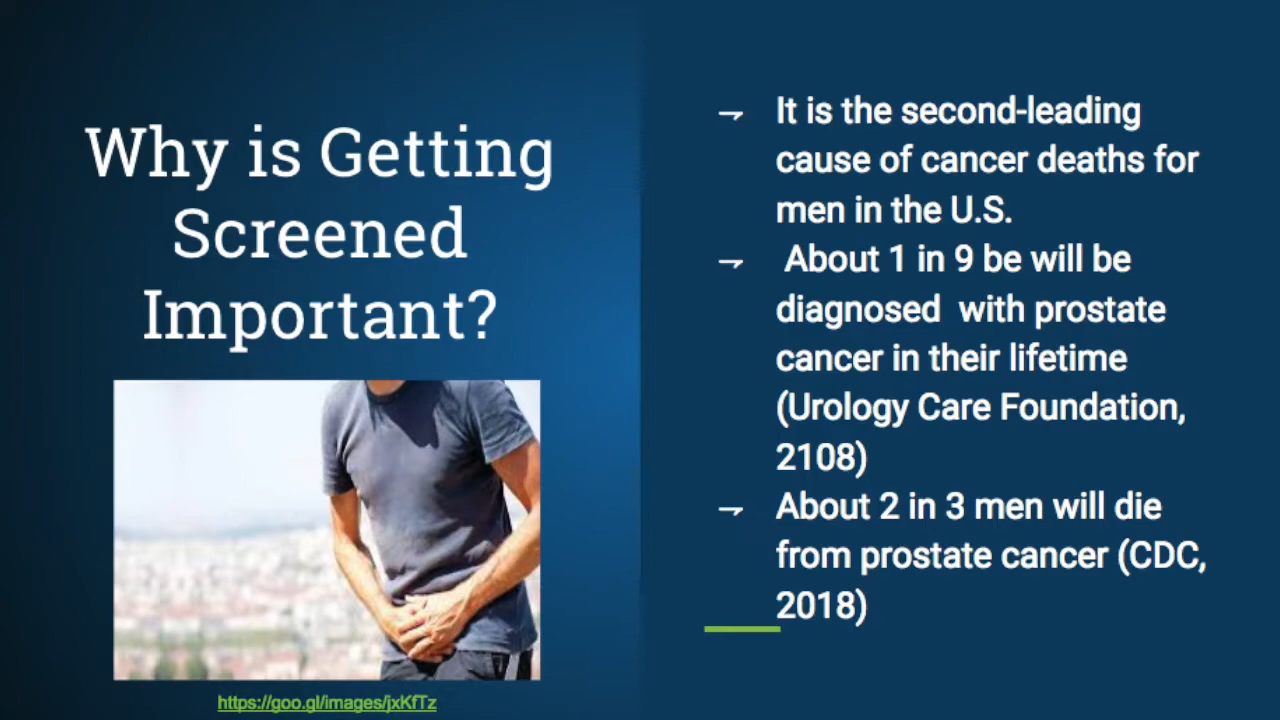 Why is Getting
Screened
Important?
https://goo.gl/images/jxKfTz
It is the second-leading
cause of cancer deaths for
men in the U.S.
About 1 in 9 be will be
diagnosed with prostate
cancer in their lifetime
(Urology Care Foundation,
2108)
About 2 in 3 men will die
from prostate cancer (CDC,
2018)